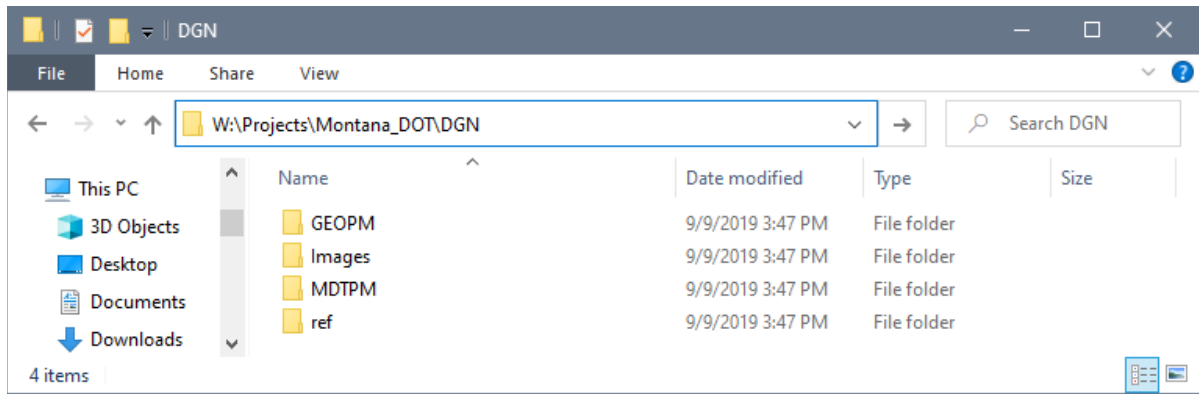 DGN
File Home Share View
W:\Projects\Montana_DOT\DGN Search DGN
This PC
3D Objects
Desktop
Documents
Downloads
Name Date modified Type Size
GEOPM 9/9/2019 3:47 PM File folder
Images 9/9/2019 3:47 PM File folder
MDTPM 9/9/2019 3:47 PM File folder
ref 9/9/2019 3:47 PM File folder
4 items